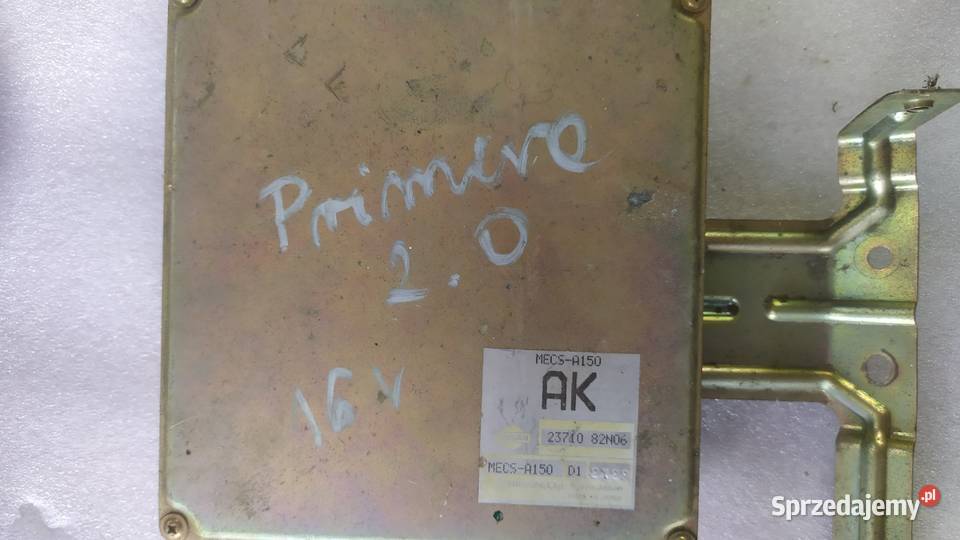 Primera
2.0
16V
MECS-A150
AK
23710 82N06
MECS-A150 D1
Sprzedajemy.pl